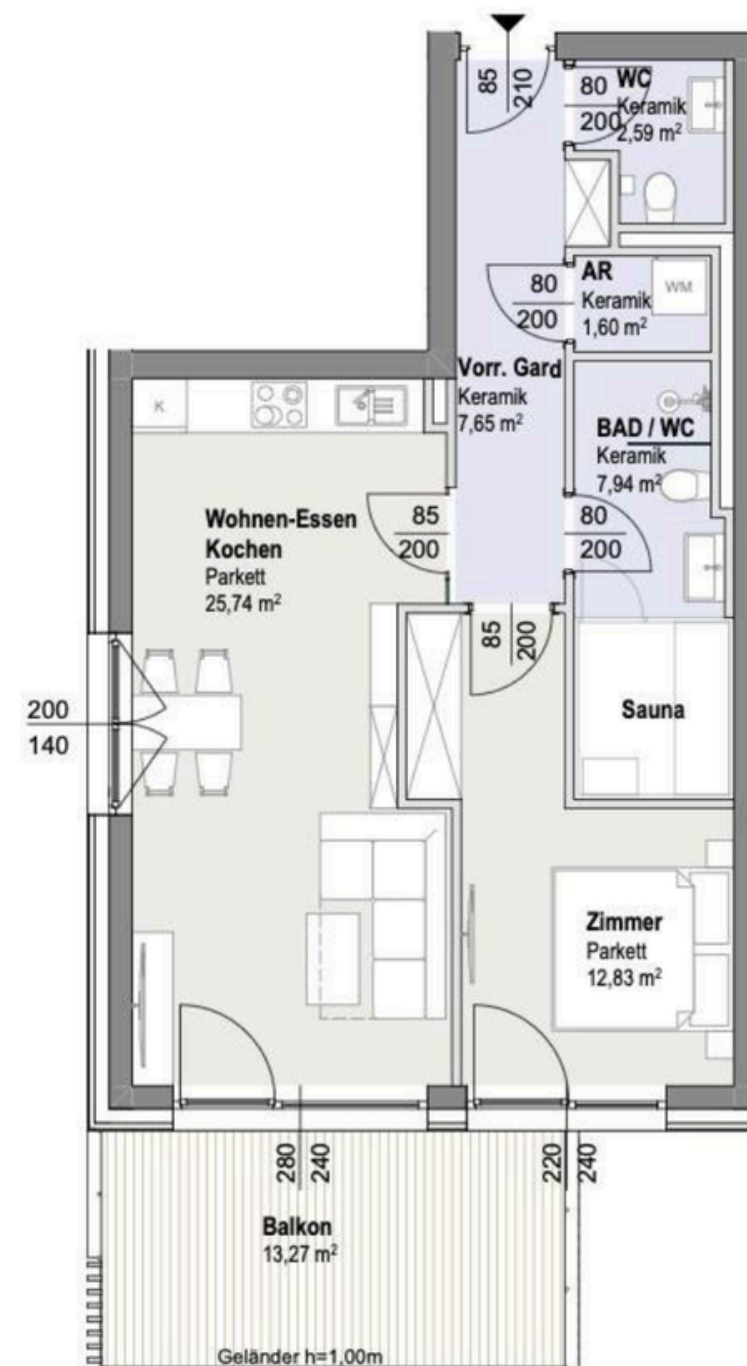 85
210
80
200
WC
Keramik
2,59 m²
80
200
AR
Keramik
1,60 m²
WM
Vorr. Gard
Keramik
7,65 m²
K
BAD / WC
Keramik
7,94 m²
Wohnen-Essen
Kochen
Parkett
25,74 m²
85
200
80
200
85
200
Sauna
200
140
Zimmer
Parkett
12,83 m²
280
240
220
240
Balkon
13,27 m²
Geländer h=1,00m